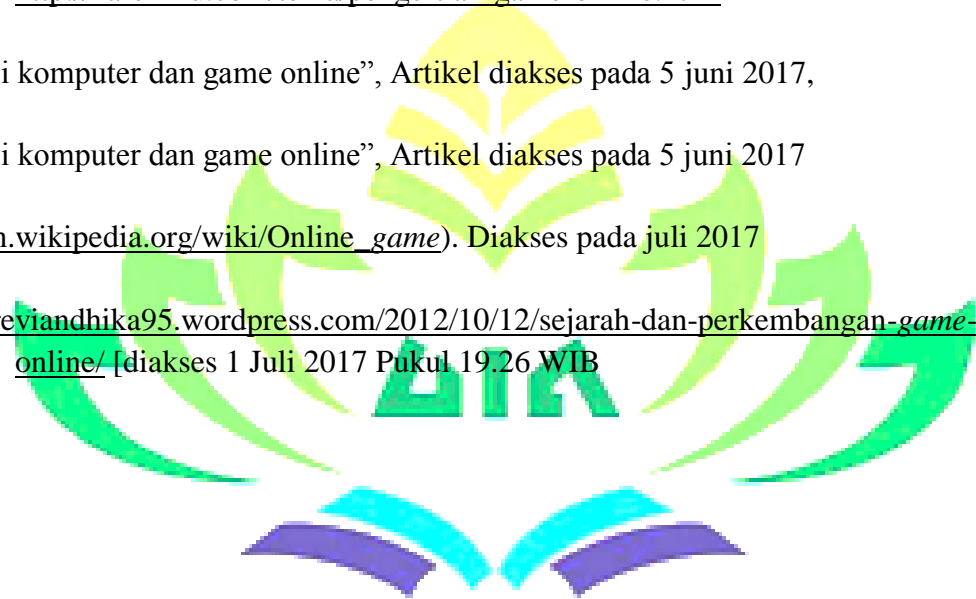 i komputer dan game online”, Artikel diakses pada 5 juni 2017,
i komputer dan game online”, Artikel diakses pada 5 juni 2017
n.wikipedia.org/wiki/Online_game). Diakses pada juli 2017
reviandhika95.wordpress.com/2012/10/12/sejarah-dan-perkembangan-game-
online/ [diakses 1 Juli 2017 Pukul 19.26 WIB